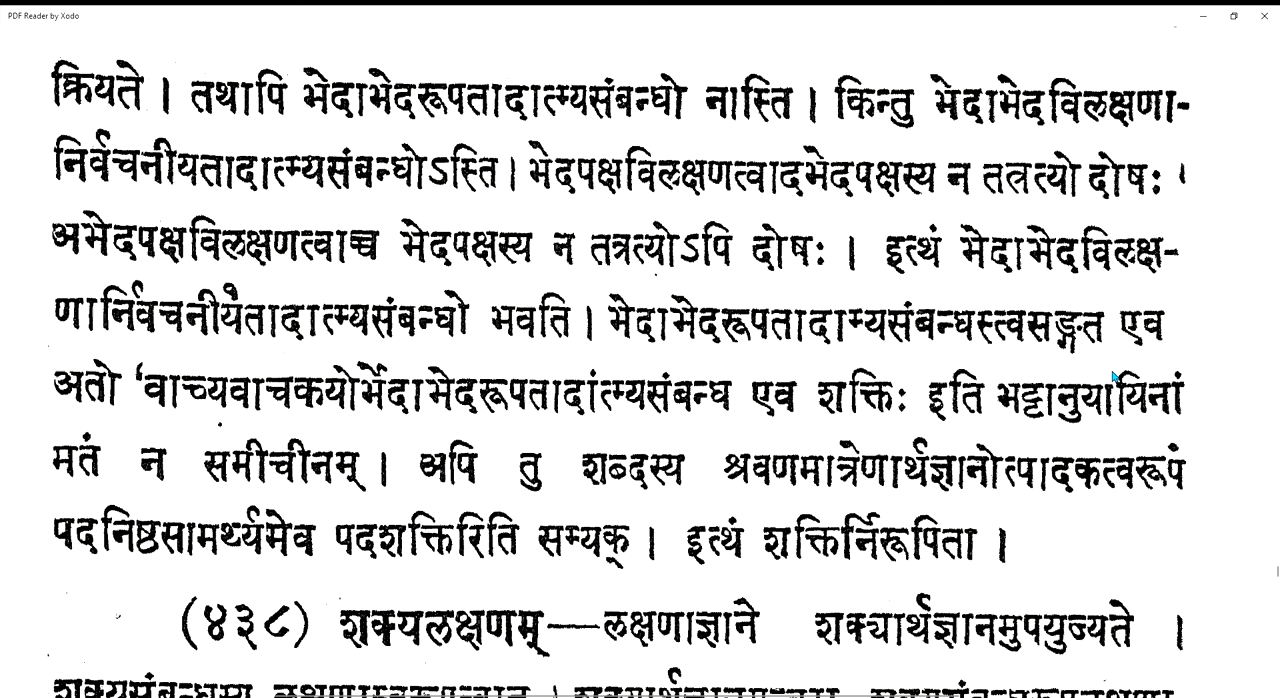 PDF Reader by Xodo
क्रियते । तथापि भेदाभेदरूपतादात्म्यसंबन्धो नास्ति । किन्तु भेदाभेदविलक्षणा-
निर्वचनीयतादात्म्यसंबन्धोऽस्ति। भेदपक्षविलक्षणत्वादभेदपक्षस्य न तत्रत्यो दोषः ।
अभेदपक्षविलक्षणत्वाच्च भेदपक्षस्य न तत्रत्योऽपि दोषः । इत्थं भेदाभेदविलक्ष-
णानिर्वचनीयतादात्म्यसंबन्धो भवति । भेदाभेदरूपतादाम्यसंबन्धस्त्वसङ्गत एव
अतो ‘वाच्यवाचकयोर्भेदाभेदरूपतादात्म्यसंबन्ध एव शक्तिः इति भट्टानुयायिनां
मतं न समीचीनम् । अपि तु शब्दस्य श्रवणमात्रेणार्थज्ञानोत्पादकत्वरूपं
पदनिष्ठसामर्थ्यमेव पदशक्तिरिति सम्यक् । इत्थं शक्तिर्निरूपिता ।
(४३८) शक्यलक्षणम्—लक्षणाज्ञाने शक्यार्थज्ञानमुपयुज्यते ।